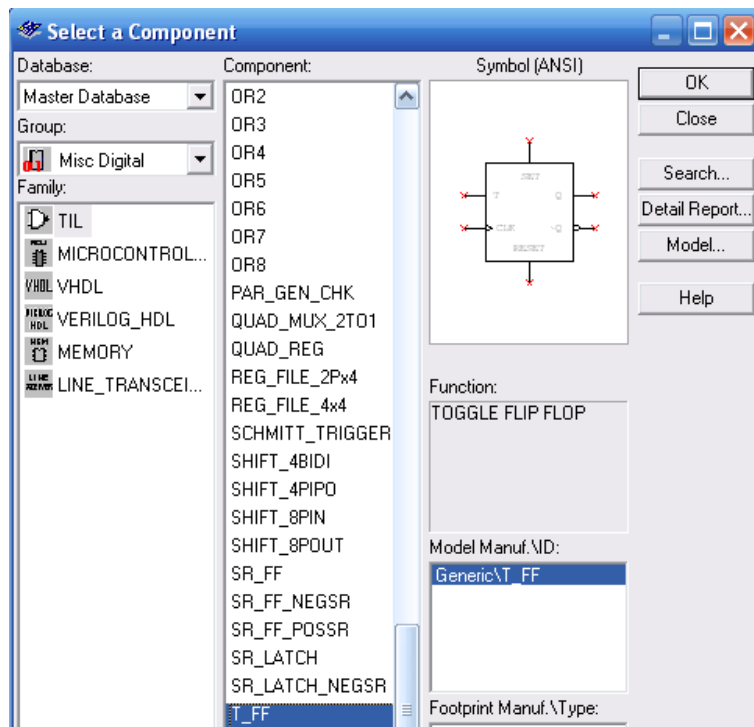 Select a Component
Database:
Master Database
Group:
Misc Digital
Family:
TIL
MICROCONTROL...
VHDL VHDL
VERILOG HDL VERILOG_HDL
MEMORY
LINE_TRANSCEI...
Component:
OR2
OR3
OR4
OR5
OR6
OR7
OR8
PAR_GEN_CHK
QUAD_MUX_2TO1
QUAD_REG
REG_FILE_2Px4
REG_FILE_4x4
SCHMITT_TRIGGER
SHIFT_4BIDI
SHIFT_4PIPO
SHIFT_8PIN
SHIFT_8POUT
SR_FF
SR_FF_NEGSR
SR_FF_POSSR
SR_LATCH
SR_LATCH_NEGSR
T_FF
Symbol (ANSI)
SET
T Q
CLK ~Q
RESET
Function:
TOGGLE FLIP FLOP
Model Manuf.\ID:
Generic\T_FF
Footprint Manuf.\Type:
OK
Close
Search...
Detail Report...
Model...
Help